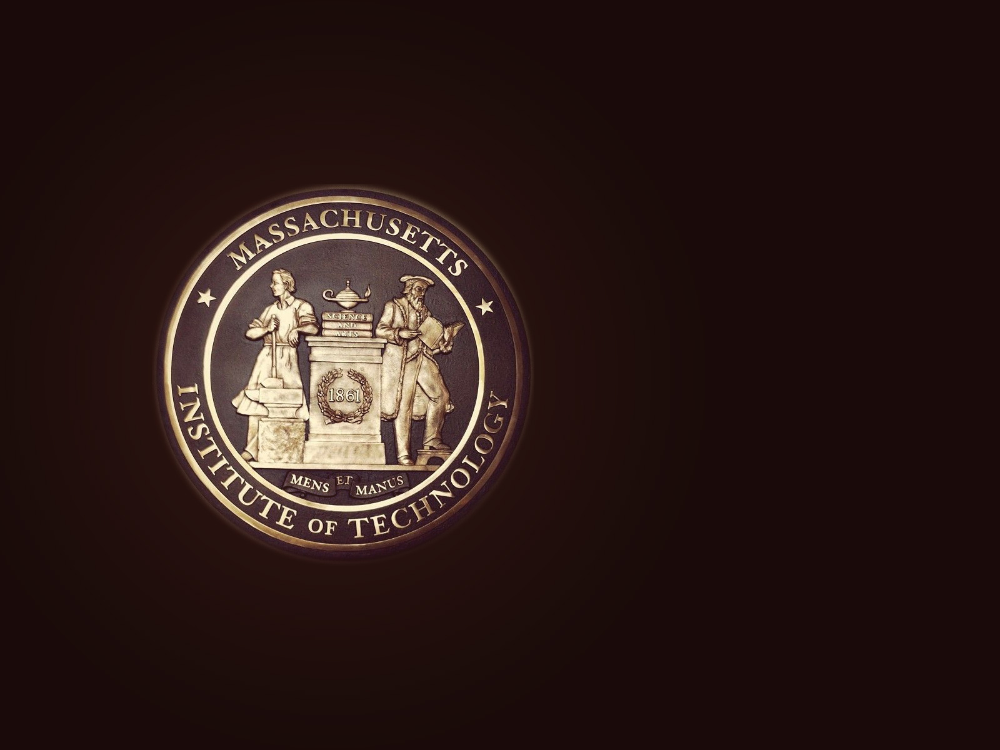 MASSACHUSETTS
SCIENCE
AND
ARTS
1861
MENS ET MANUS
INSTITUTE OF TECHNOLOGY